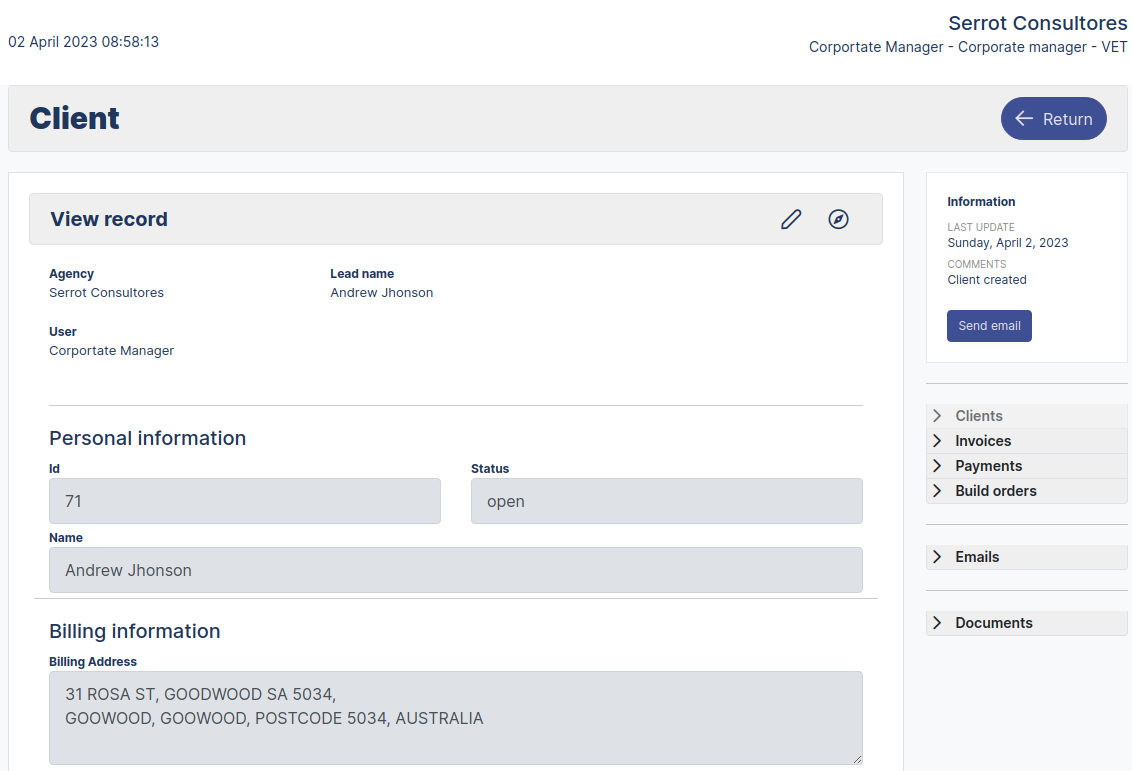 Serrot Consultores
02 April 2023 08:58:13
Corportate Manager - Corporate manager - VET
Client
Return
View record
Agency
Lead name
Serrot Consultores
Andrew Jhonson
User
Corportate Manager
Personal information
Id
Status
71
open
Name
Andrew Jhonson
Billing information
Billing Address
31 ROSA ST, GOODWOOD SA 5034,
GOOWOOD, GOOWOOD, POSTCODE 5034, AUSTRALIA
Information
LAST UPDATE
Sunday, April 2, 2023
COMMENTS
Client created
Send email
Clients
Invoices
Payments
Build orders
Emails
Documents